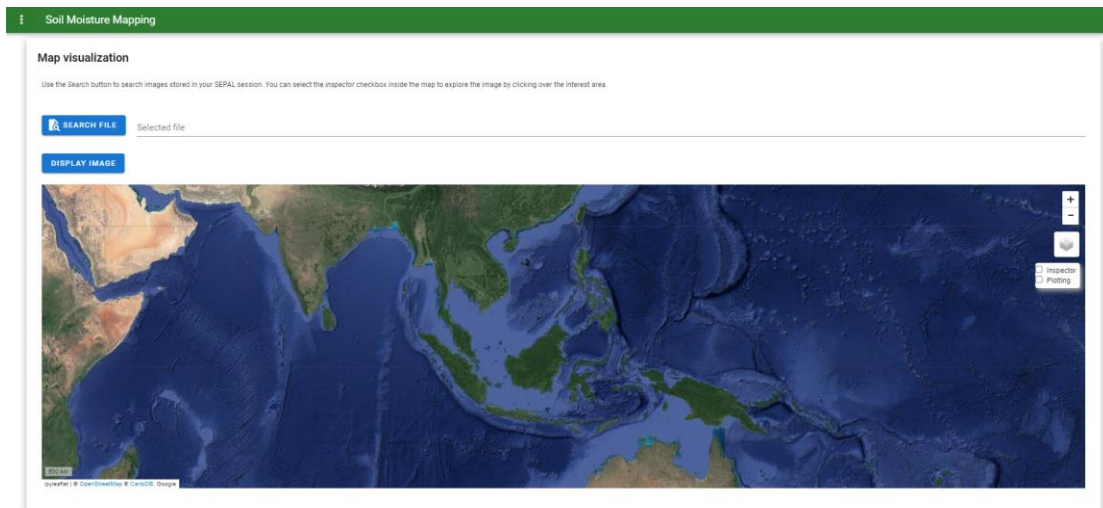 Soil Moisture Mapping
Map visualization
Use the Search button to search images stored in your SEPAL session. You can select the inspector checkbox inside the map to explore the image by clicking over the interest area.
SEARCH FILE
Selected file
DISPLAY IMAGE
+
−
Inspector
Plotting
500 km
ipyleaflet | © OpenStreetMap © CartoDB, Google